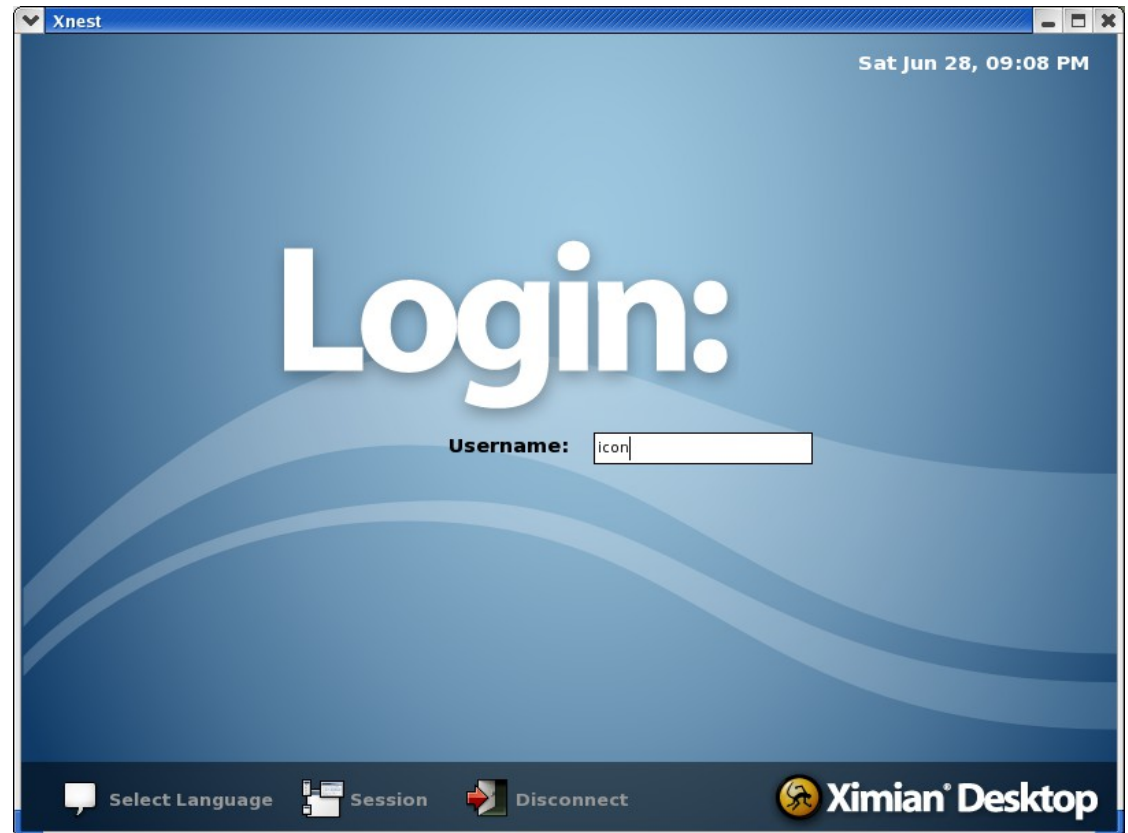 Xnest
Sat Jun 28, 09:08 PM
Login:
Username: icon
Select Language Session Disconnect Ximian® Desktop